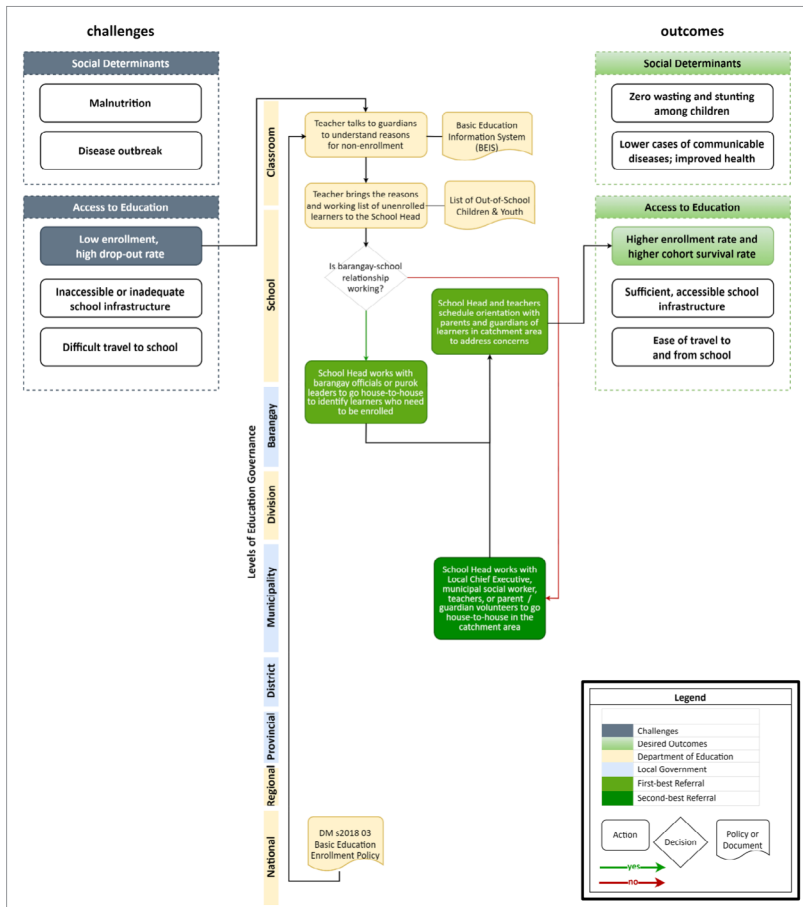 challenges
outcomes
Social Determinants
Malnutrition
Disease outbreak
Access to Education
Low enrollment,
high drop-out rate
Inaccessible or inadequate
school infrastructure
Difficult travel to school
Levels of Education Governance
Classroom
School
Barangay
Division
Municipality
District
Provincial
Regional
National
Teacher talks to guardians
to understand reasons
for non-enrollment
Basic Education
Information System
(BEIS)
Teacher brings the reasons
and working list of unenrolled
learners to the School Head
List of Out-of-School
Children & Youth
Is barangay-school
relationship
working?
School Head and teachers
schedule orientation with
parents and guardians of
learners in catchment area
to address concerns
School Head works with
barangay officials or purok
leaders to go house-to-house
to identify learners who need
to be enrolled
School Head works with
Local Chief Executive,
municipal social worker,
teachers, or parent /
guardian volunteers to go
house-to-house in the
catchment area
DM s2018 03
Basic Education
Enrollment Policy
Social Determinants
Zero wasting and stunting
among children
Lower cases of communicable
diseases; improved health
Access to Education
Higher enrollment rate and
higher cohort survival rate
Sufficient, accessible school
infrastructure
Ease of travel to
and from school
Legend
Challenges
Desired Outcomes
Department of Education
Local Government
First-best Referral
Second-best Referral
Action
Decision
Policy or
Document
yes
no